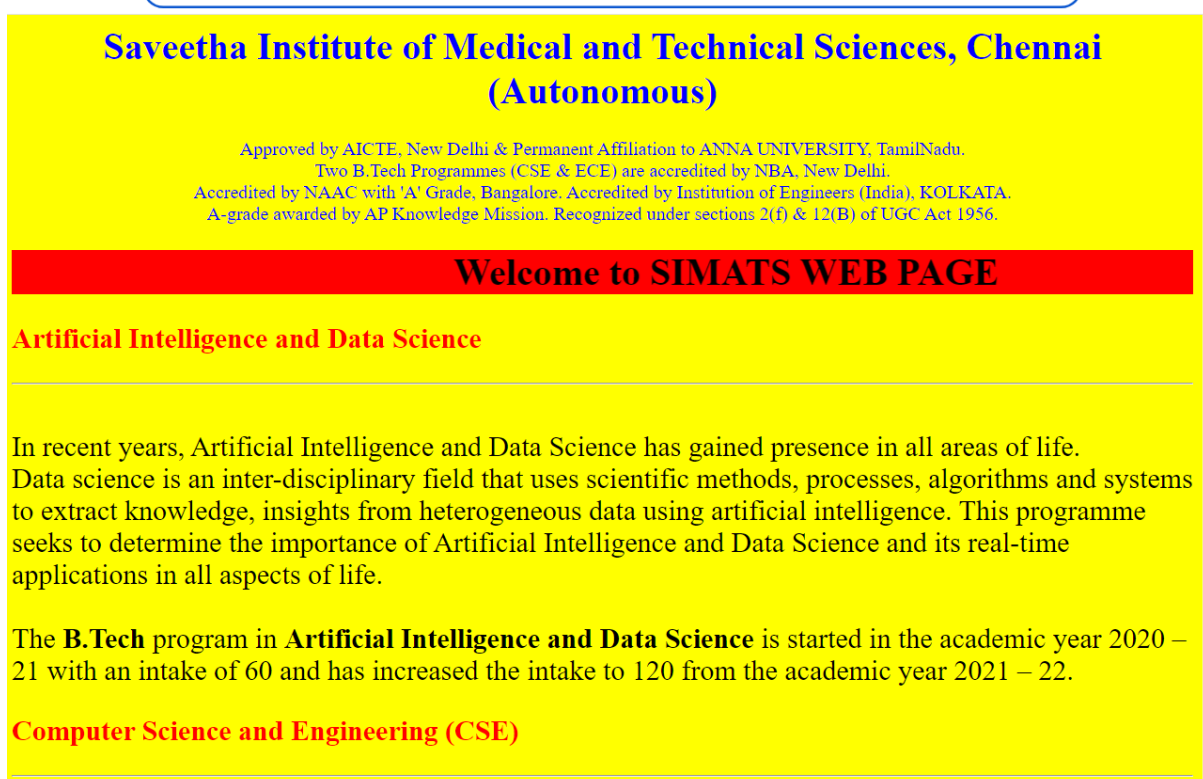 Saveetha Institute of Medical and Technical Sciences, Chennai
(Autonomous)
Approved by AICTE, New Delhi & Permanent Affiliation to ANNA UNIVERSITY, TamilNadu.
Two B.Tech Programmes (CSE & ECE) are accredited by NBA, New Delhi.
Accredited by NAAC with 'A' Grade, Bangalore. Accredited by Institution of Engineers (India), KOLKATA.
A-grade awarded by AP Knowledge Mission. Recognized under sections 2(f) & 12(B) of UGC Act 1956.
Welcome to SIMATS WEB PAGE
Artificial Intelligence and Data Science
In recent years, Artificial Intelligence and Data Science has gained presence in all areas of life.
Data science is an inter-disciplinary field that uses scientific methods, processes, algorithms and systems
to extract knowledge, insights from heterogeneous data using artificial intelligence. This programme
seeks to determine the importance of Artificial Intelligence and Data Science and its real-time
applications in all aspects of life.
The B.Tech program in Artificial Intelligence and Data Science is started in the academic year 2020 –
21 with an intake of 60 and has increased the intake to 120 from the academic year 2021 – 22.
Computer Science and Engineering (CSE)